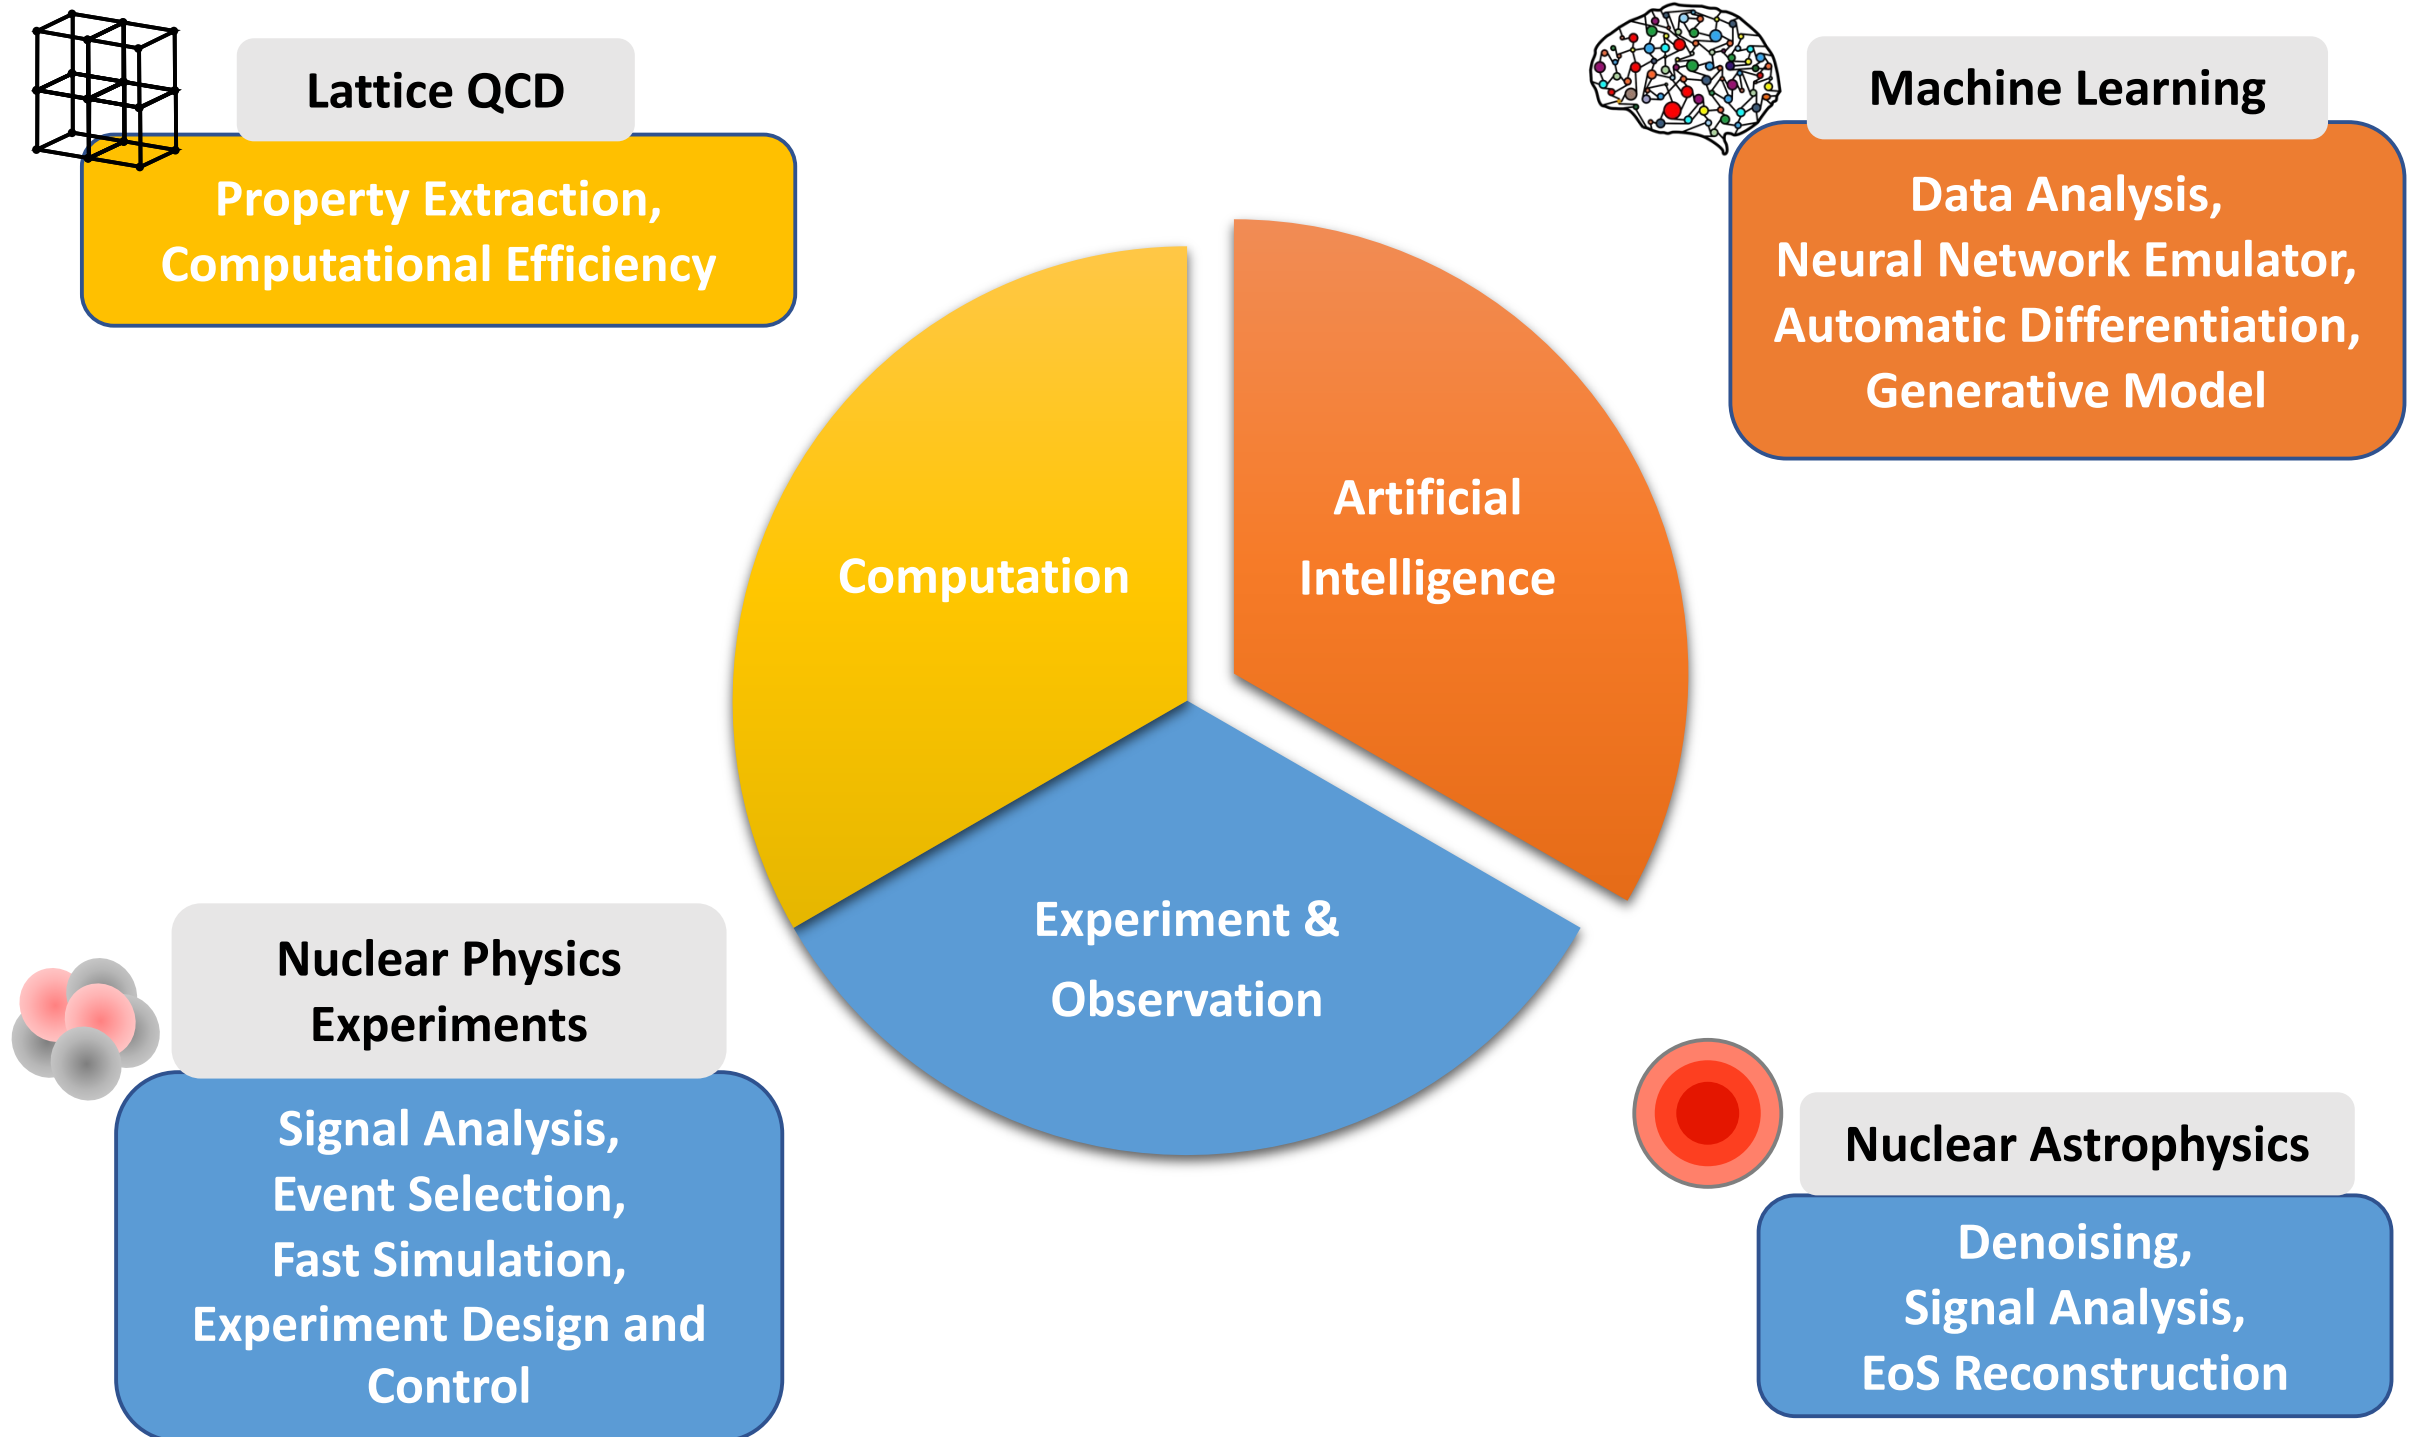 Lattice QCD
Property Extraction,
Computational Efficiency
Machine Learning
Data Analysis,
Neural Network Emulator,
Automatic Differentiation,
Generative Model
Computation
Artificial
Intelligence
Experiment &
Observation
Nuclear Physics
Experiments
Signal Analysis,
Event Selection,
Fast Simulation,
Experiment Design and
Control
Nuclear Astrophysics
Denoising,
Signal Analysis,
EoS Reconstruction